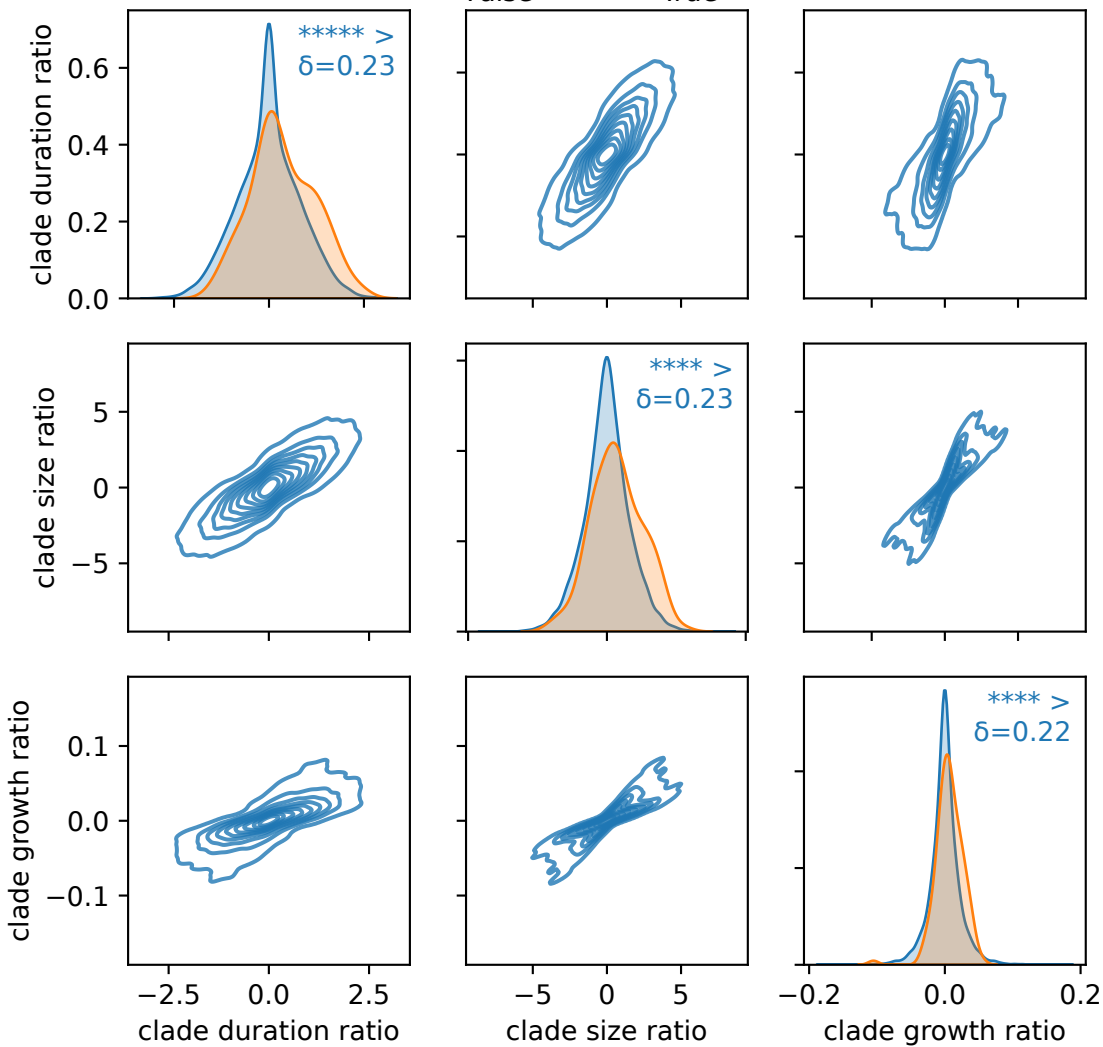 clade duration ratio
0.6
0.4
0.2
0.0
***** >
δ=0.23
clade size ratio
5
0
−5
**** >
δ=0.23
clade growth ratio
0.1
0.0
−0.1
**** >
δ=0.22
−2.5 0.0 2.5
−5 0 5
−0.2 0.0 0.2
clade duration ratio
clade size ratio
clade growth ratio